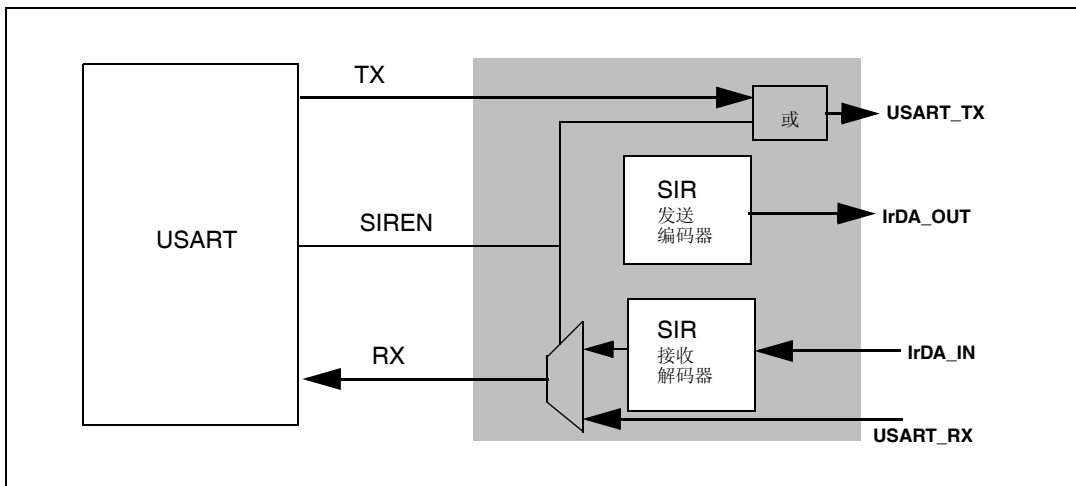 TX
或
USART_TX
SIR
发送
编码器
IrDA_OUT
USART
SIREN
SIR
接收
解码器
IrDA_IN
RX
USART_RX